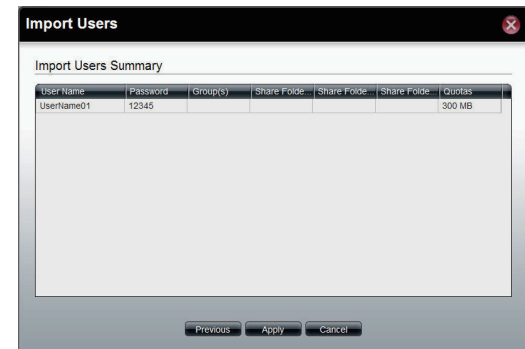 Import Users
Import Users Summary
User Name Password Group(s) Share Folde... Share Folde... Share Folde... Quotas
UserName01 12345 300 MB
Previous Apply Cancel